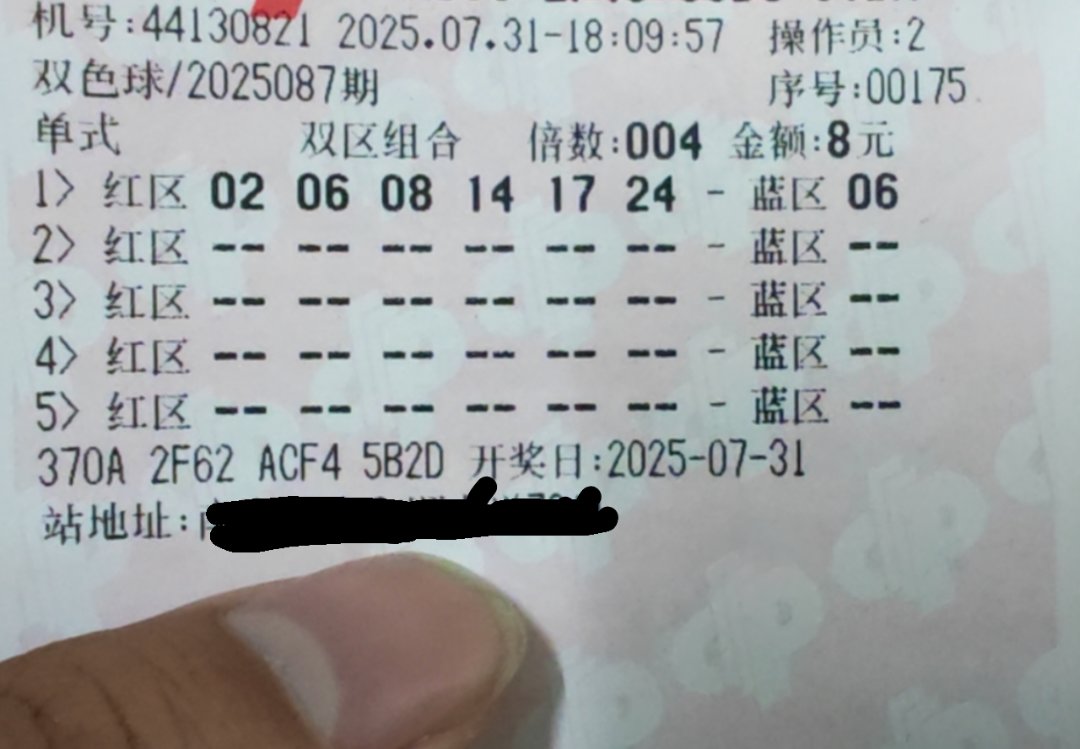 机号:44130821 2025.07.31-18:09:57 操作员:2
双色球/2025087期 序号:00175
单式 双区组合 倍数:004 金额:8元
1> 红区 02 06 08 14 17 24 - 蓝区 06
2> 红区 -- -- -- -- -- -- - 蓝区 --
3> 红区 -- -- -- -- -- -- - 蓝区 --
4> 红区 -- -- -- -- -- -- - 蓝区 --
5> 红区 -- -- -- -- -- -- - 蓝区 --
370A 2F62 ACF4 5B2D 开奖日:2025-07-31
站地址: